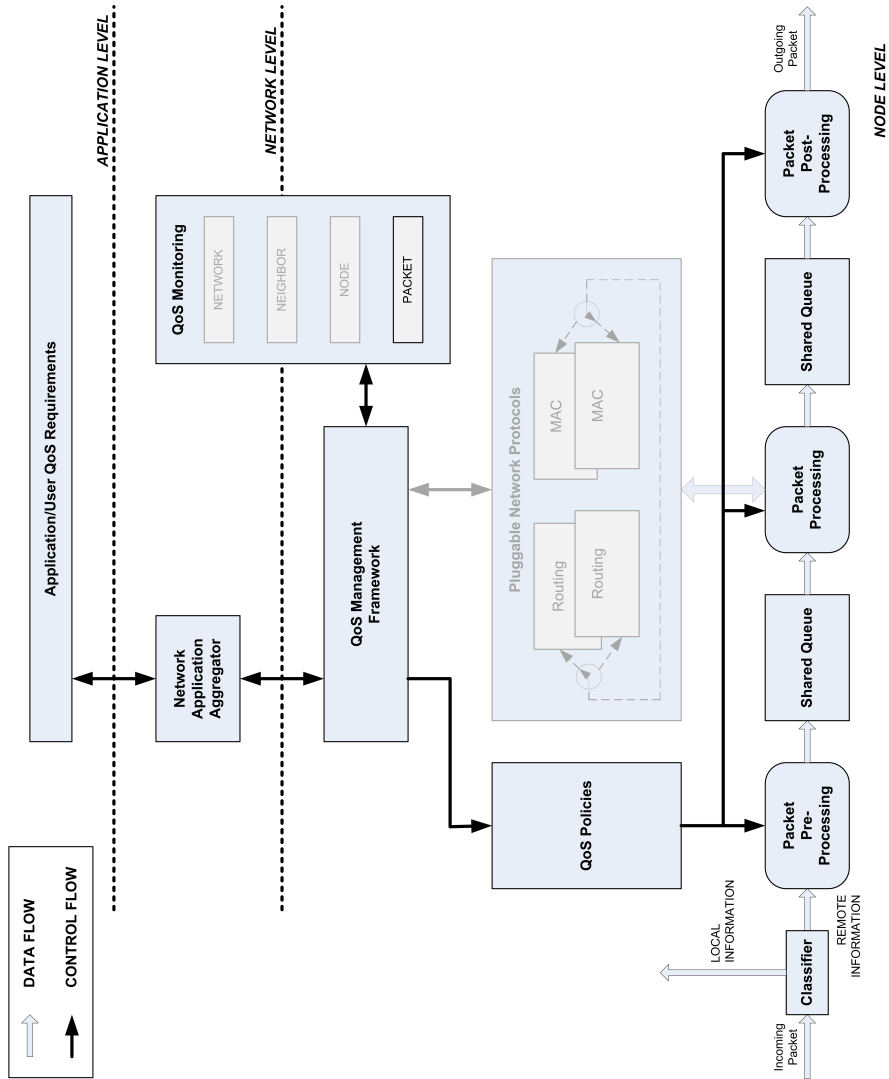 DATA FLOW
CONTROL FLOW
Application/User QoS Requirements
APPLICATION LEVEL
Network
Application
Aggregator
QoS Monitoring
NETWORK
NEIGHBOR
NODE
PACKET
NETWORK LEVEL
QoS Management
Framework
QoS Policies
Pluggable Network Protocols
Routing
Routing
MAC
MAC
LOCAL
INFORMATION
Incoming
Packet
Classifier
REMOTE
INFORMATION
Packet
Pre-
Processing
Shared Queue
Packet
Processing
Shared Queue
Packet
Post-
Processing
Outgoing
Packet
NODE LEVEL